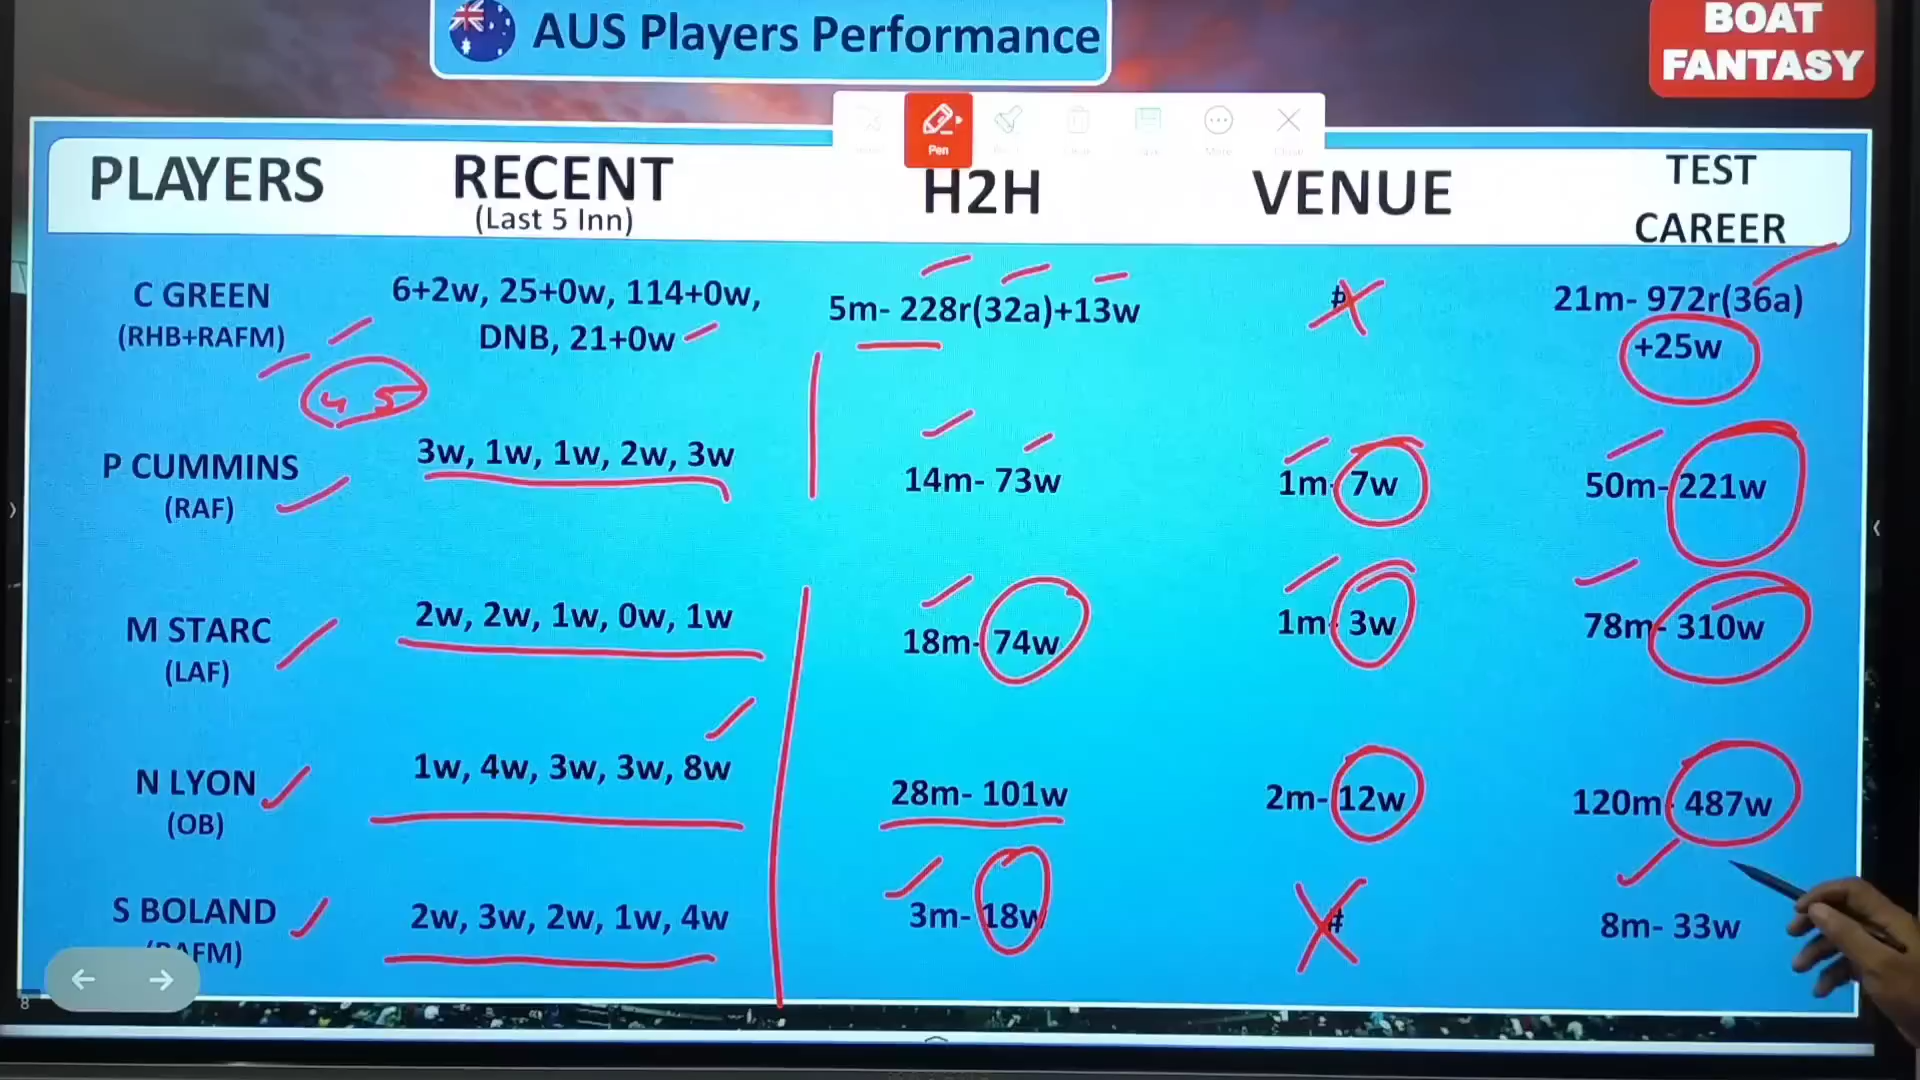 AUS Players Performance
BOAT
FANTASY
Pen
PLAYERS
RECENT
(Last 5 Inn)
H2H
VENUE
TEST
CAREER
C GREEN
(RHB+RAFM)
6+2w, 25+0w, 114+0w,
DNB, 21+0w
5m- 228r(32a)+13w
#
21m- 972r(36a)
+25w
4 5
P CUMMINS
(RAF)
3w, 1w, 1w, 2w, 3w
14m- 73w
1m- 7w
50m- 221w
M STARC
(LAF)
2w, 2w, 1w, 0w, 1w
18m- 74w
1m- 3w
78m- 310w
N LYON
(OB)
1w, 4w, 3w, 3w, 8w
28m- 101w
2m- 12w
120m- 487w
S BOLAND
(RAFM)
2w, 3w, 2w, 1w, 4w
3m- 18w
#
8m- 33w
8